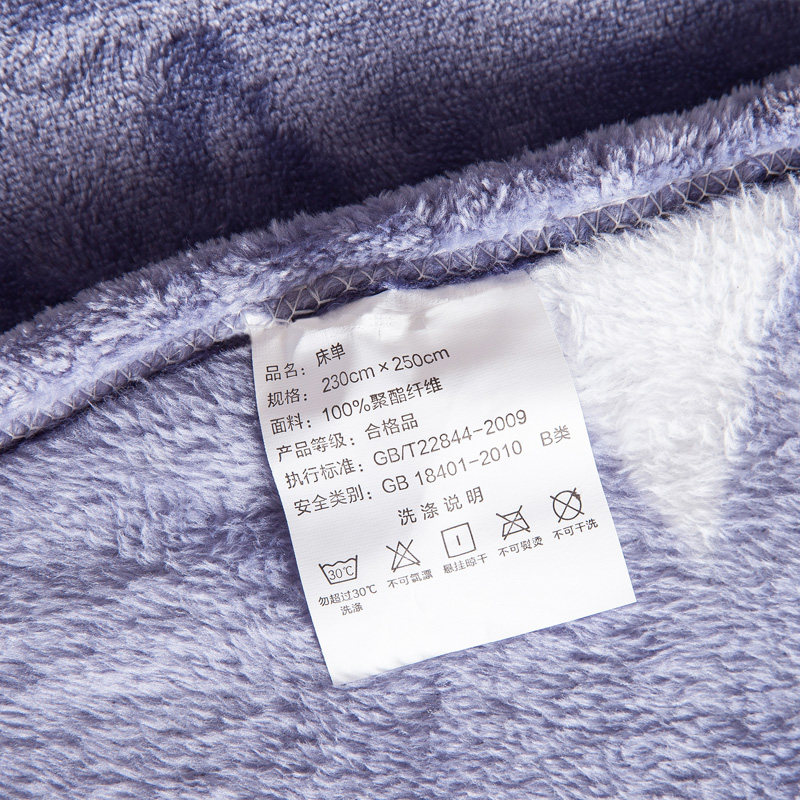 品名：床单
规格：230cm×250cm
面料：100%聚酯纤维
产品等级：合格品
执行标准：GB/T22844-2009
安全类别：GB 18401-2010 B类
洗涤说明
30℃
勿超过30℃洗涤 不可氯漂 悬挂晾干 不可熨烫 不可干洗